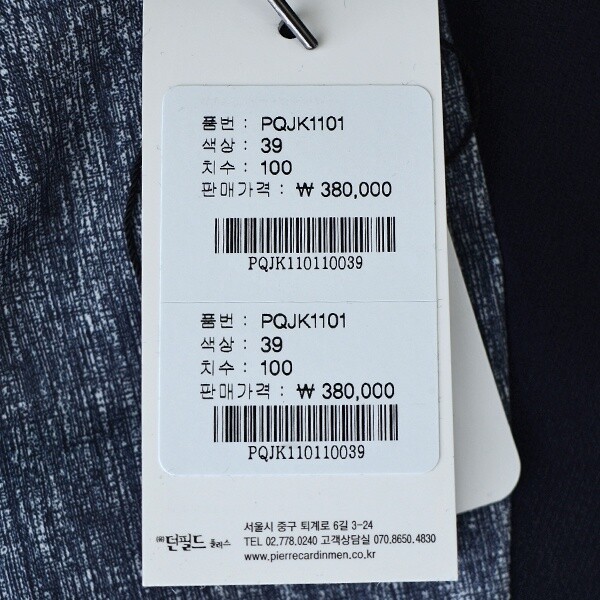 품번 : PQJK1101
색상 : 39
치수 : 100
판매가격 : ₩ 380,000
PQJK110110039
품번 : PQJK1101
색상 : 39
치수 : 100
판매가격 : ₩ 380,000
PQJK110110039
㈜던필드 플러스
서울시 중구 퇴계로 6길 3-24
TEL 02.778.0240 고객상담실 070.8650.4830
www.pierrecardinmen.co.kr